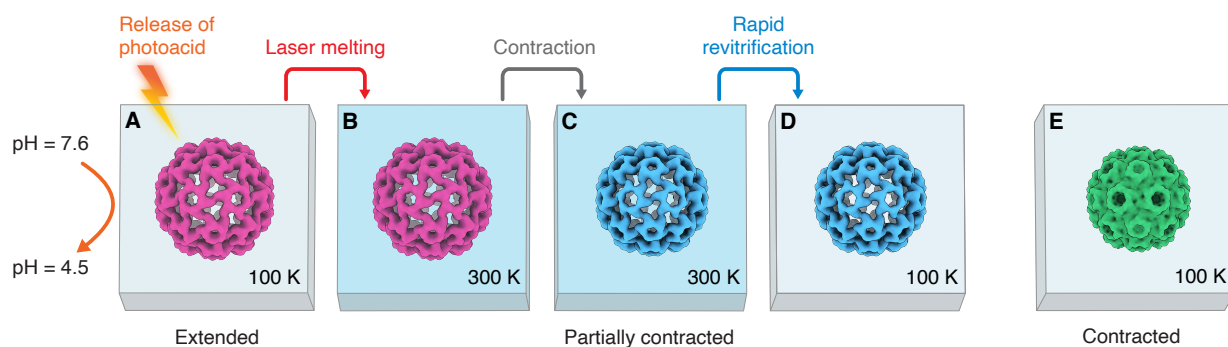 Release of
photoacid
Laser melting
Contraction
Rapid
revitrification
A
B
C
D
E
pH = 7.6
pH = 4.5
100 K
300 K
300 K
100 K
100 K
Extended
Partially contracted
Contracted